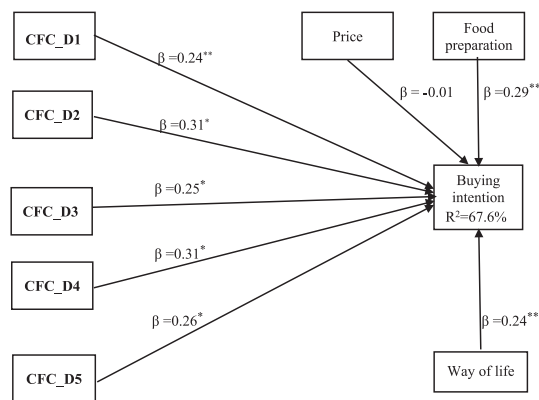 CFC_D1
Price
Food
preparation
β =0.24**
β = -0.01
β =0.29**
CFC_D2
β =0.31*
CFC_D3
β =0.25*
Buying
intention
R²=67.6%
CFC_D4
β =0.31*
β =0.26*
β =0.24**
CFC_D5
Way of life